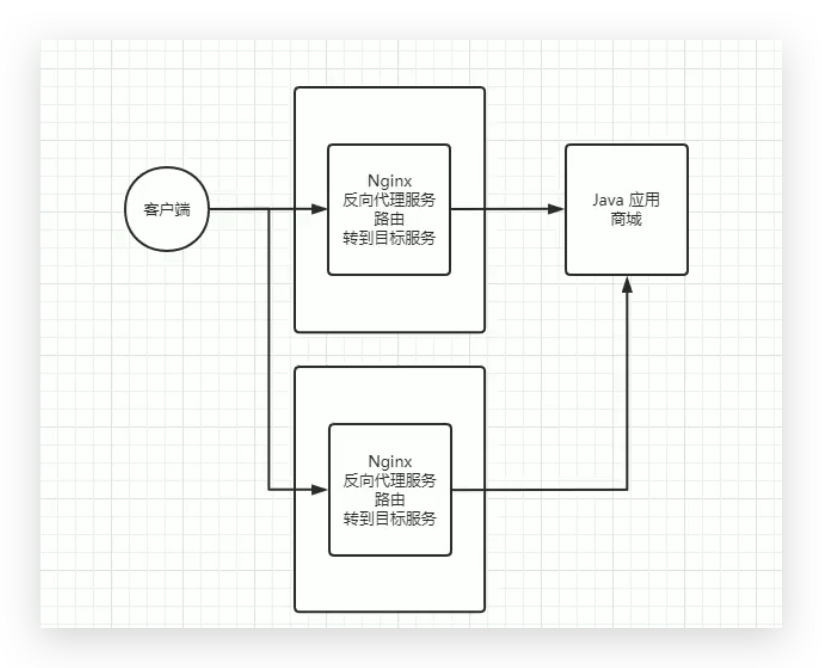 客户端
Nginx
反向代理服务
路由
转到目标服务
Java 应用
商城
Nginx
反向代理服务
路由
转到目标服务